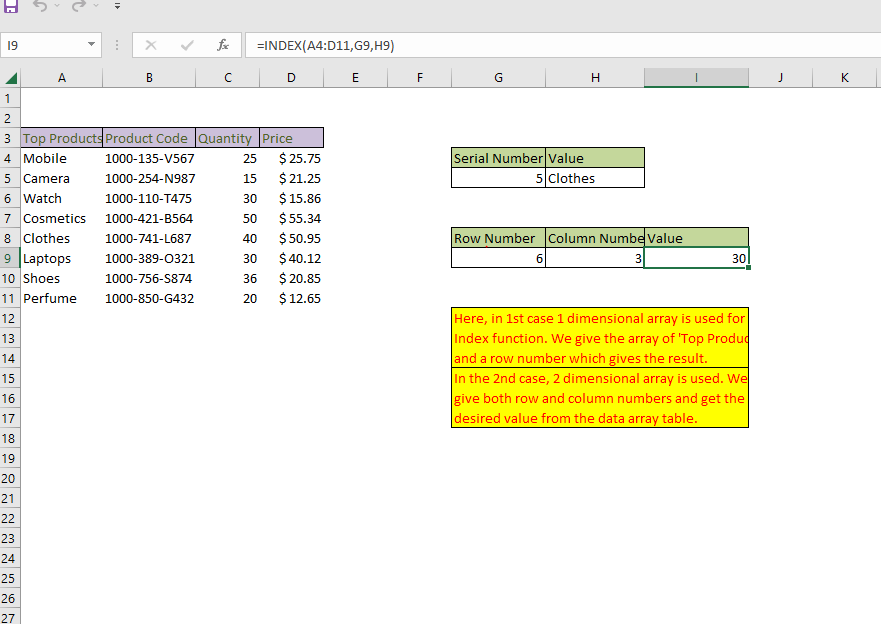 I9 fx =INDEX(A4:D11,G9,H9)
A B C D E F G H I J K
1
2
3 Top Products Product Code Quantity Price
4 Mobile 1000-135-V567 25 $ 25.75 Serial Number Value
5 Camera 1000-254-N987 15 $ 21.25 5 Clothes
6 Watch 1000-110-T475 30 $ 15.86
7 Cosmetics 1000-421-B564 50 $ 55.34
8 Clothes 1000-741-L687 40 $ 50.95 Row Number Column Numbe Value
9 Laptops 1000-389-O321 30 $ 40.12 6 3 30
10 Shoes 1000-756-S874 36 $ 20.85
11 Perfume 1000-850-G432 20 $ 12.65
12 Here, in 1st case 1 dimensional array is used for
13 Index function. We give the array of 'Top Produc
14 and a row number which gives the result.
15 In the 2nd case, 2 dimensional array is used. We
16 give both row and column numbers and get the
17 desired value from the data array table.
18
19
20
21
22
23
24
25
26
27